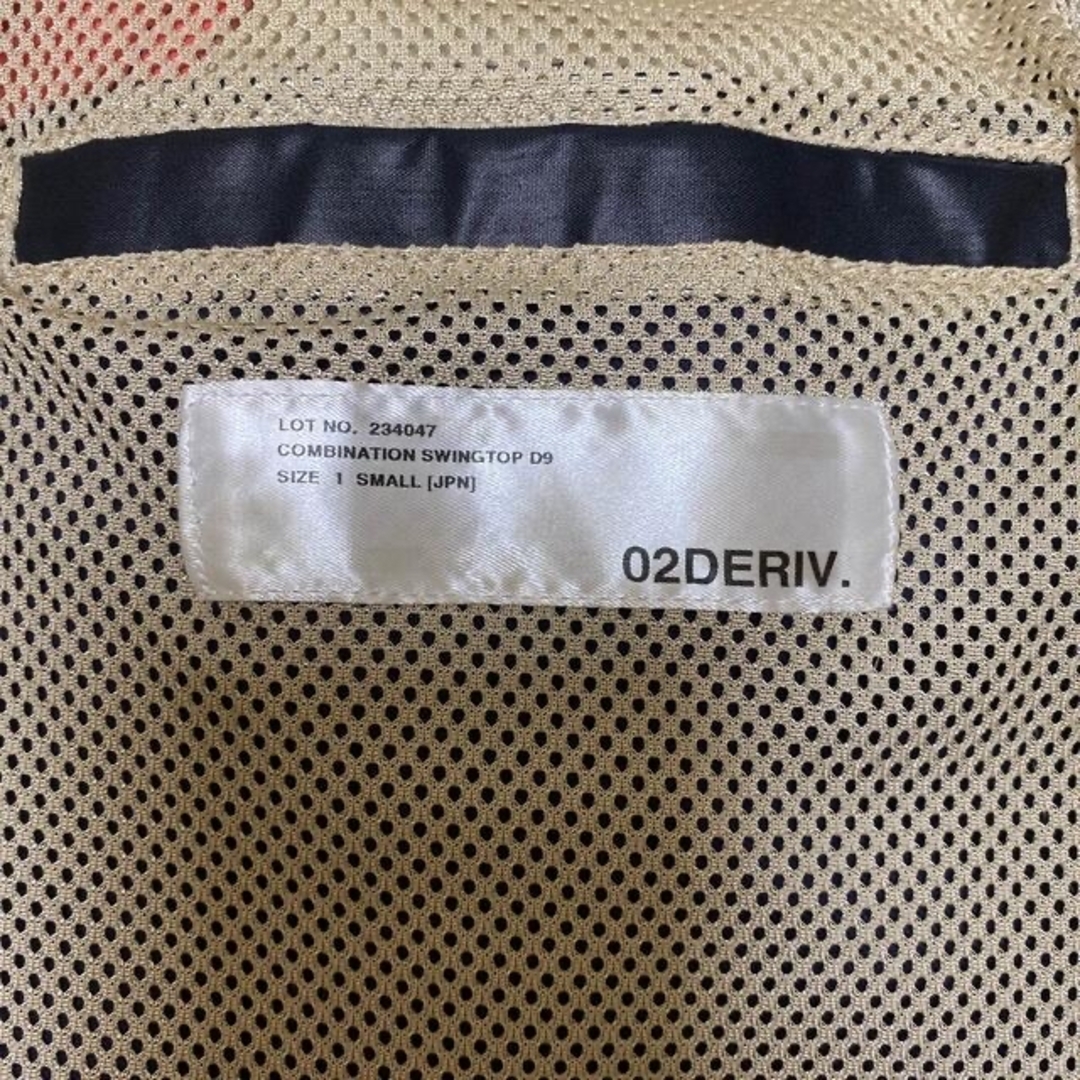 LOT NO. 234047
COMBINATION SWINGTOP D9
SIZE 1 SMALL [JPN]
02DERIV.